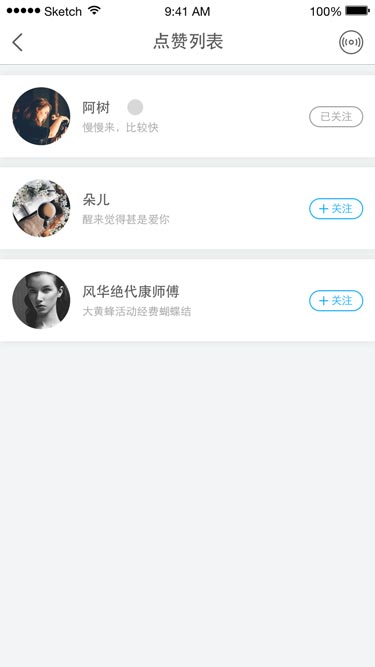 Sketch 9:41 AM 100%
点赞列表
阿树
慢慢来，比较快
已关注
朵儿
醒来觉得甚是爱你
+ 关注
风华绝代康师傅
大黄蜂活动经费蝴蝶结
+ 关注